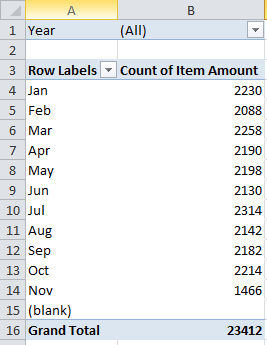 A B
1 Year (All)
2
3 Row Labels Count of Item Amount
4 Jan 2230
5 Feb 2088
6 Mar 2258
7 Apr 2190
8 May 2198
9 Jun 2130
10 Jul 2314
11 Aug 2142
12 Sep 2182
13 Oct 2214
14 Nov 1466
15 (blank)
16 Grand Total 23412